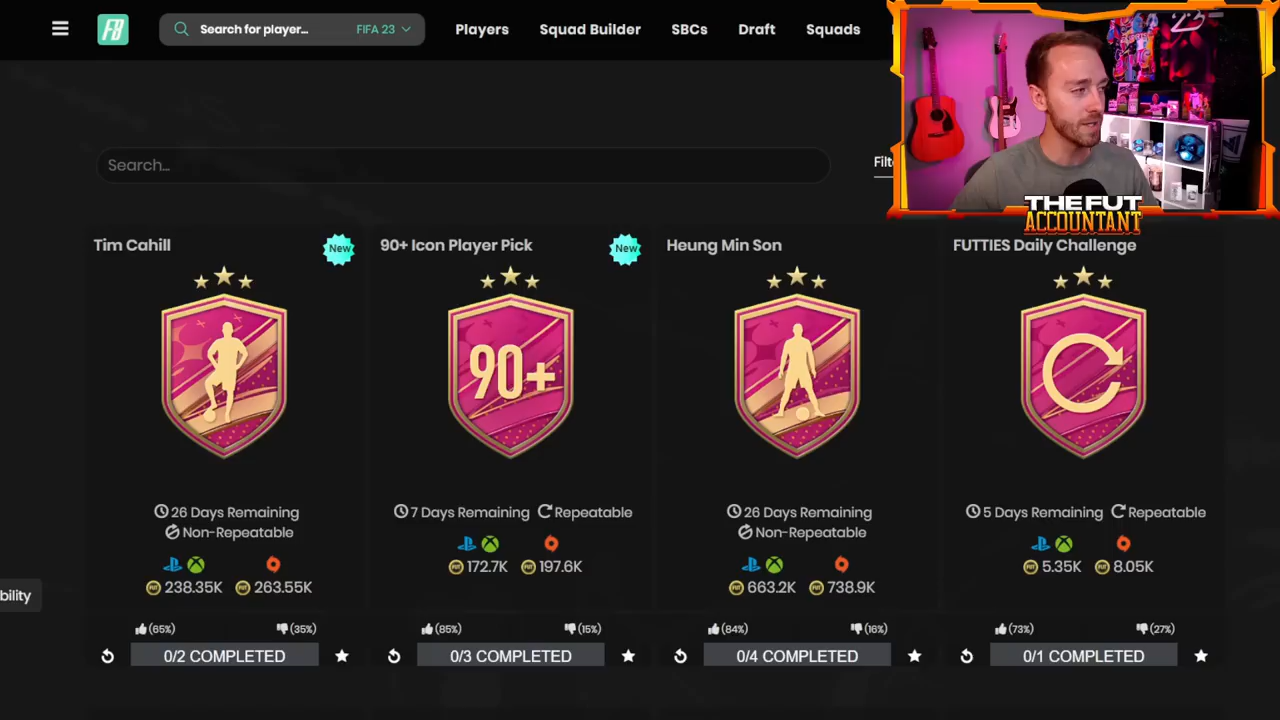 FB
Search for player...
FIFA 23
Players
Squad Builder
SBCs
Draft
Squads
Search...
THE FUT
ACCOUNTANT
Tim Cahill
New
90+ Icon Player Pick
New
Heung Min Son
FUTTIES Daily Challenge
90+
26 Days Remaining
Non-Repeatable
238.35K
263.55K
7 Days Remaining
Repeatable
172.7K
197.6K
26 Days Remaining
Non-Repeatable
663.2K
738.9K
5 Days Remaining
Repeatable
5.35K
8.05K
bility
(65%)
(35%)
(85%)
(15%)
(84%)
(16%)
(73%)
(27%)
0/2 COMPLETED
0/3 COMPLETED
0/4 COMPLETED
0/1 COMPLETED